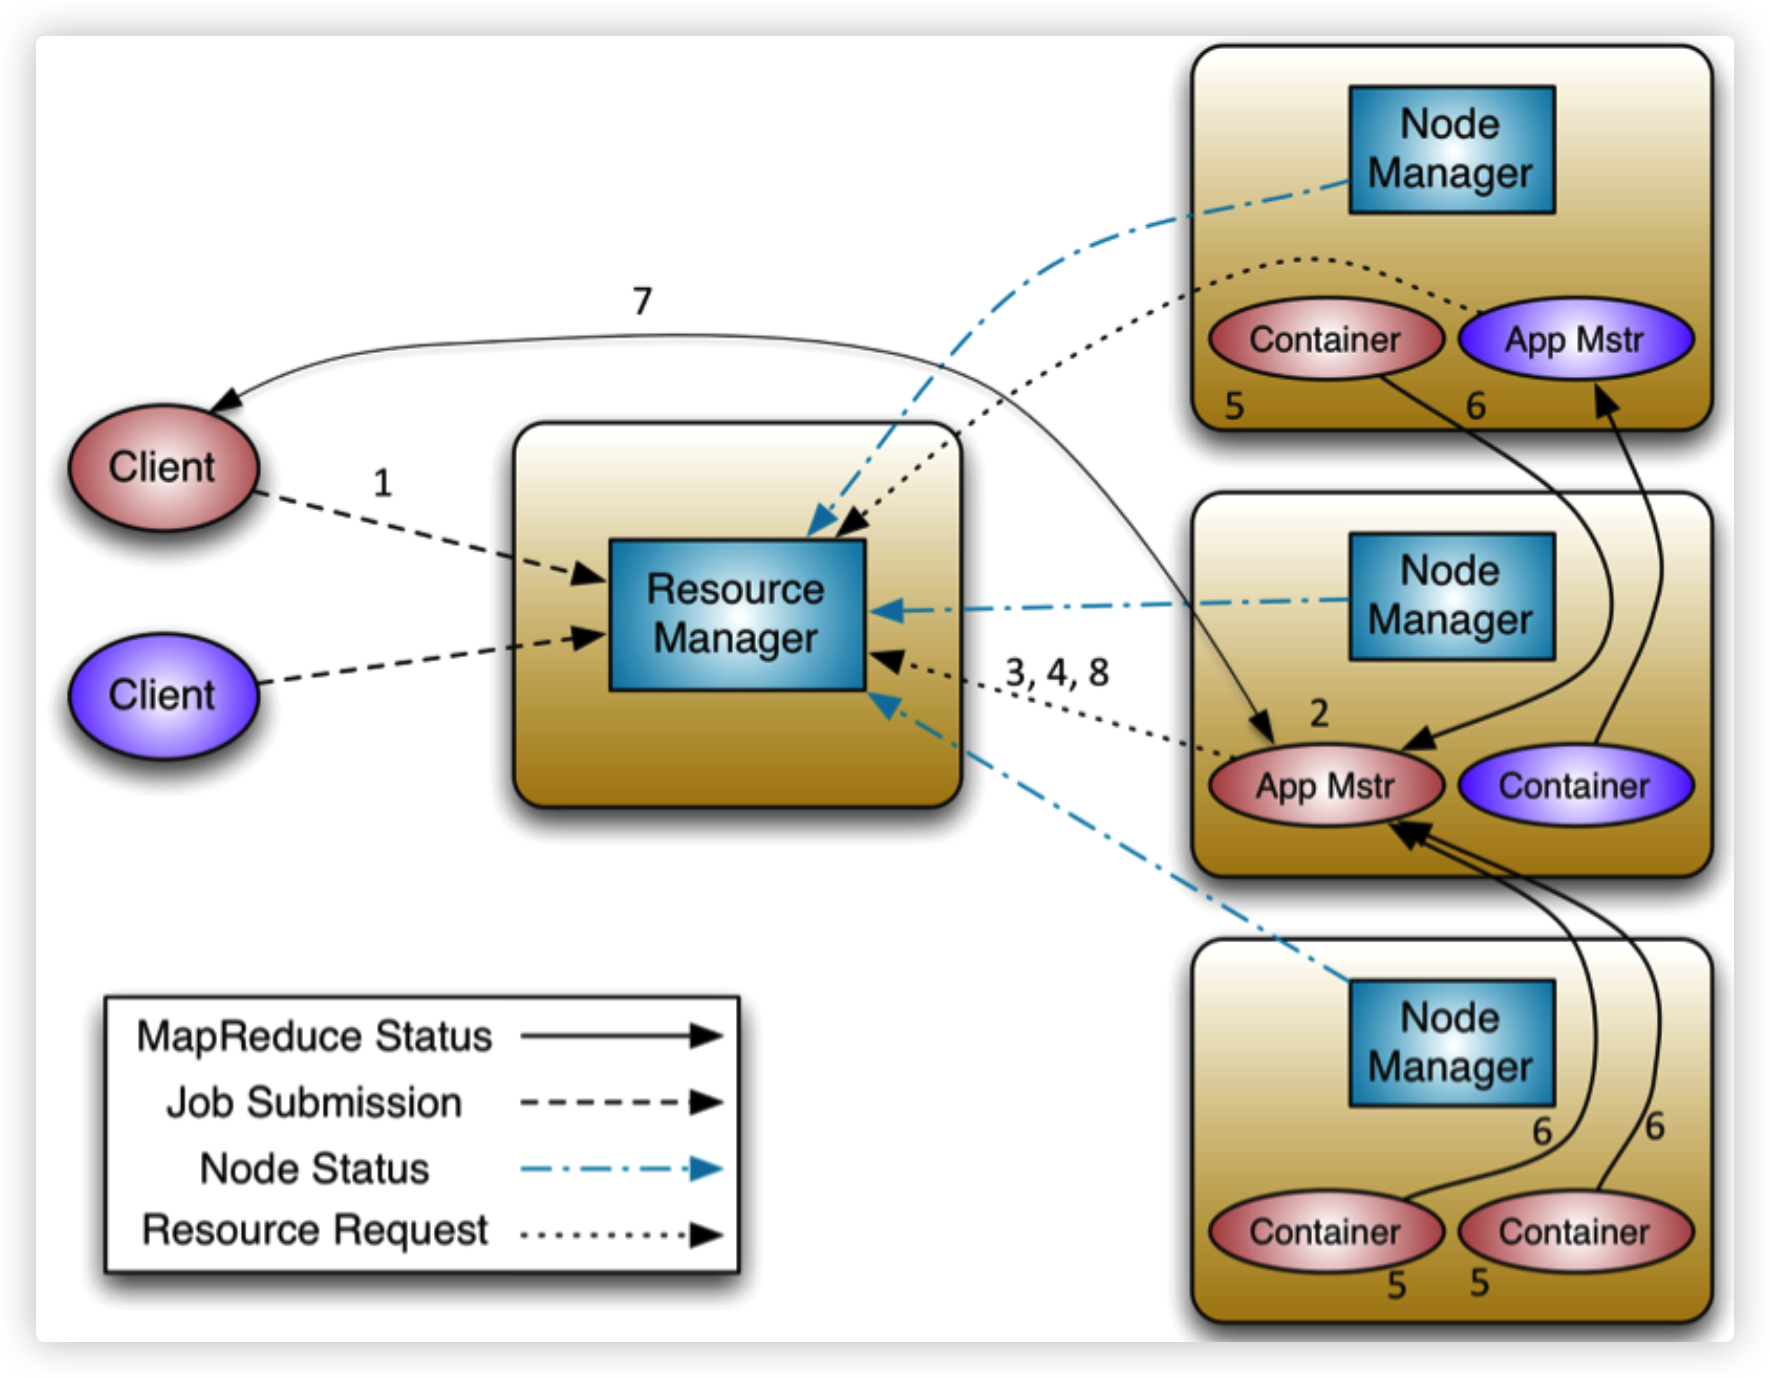 Node
Manager
Container
App Mstr
5
6
7
Client
1
Resource
Manager
Client
3, 4, 8
Node
Manager
2
App Mstr
Container
Node
Manager
6
6
Container
Container
5
5
MapReduce Status
Job Submission
Node Status
Resource Request